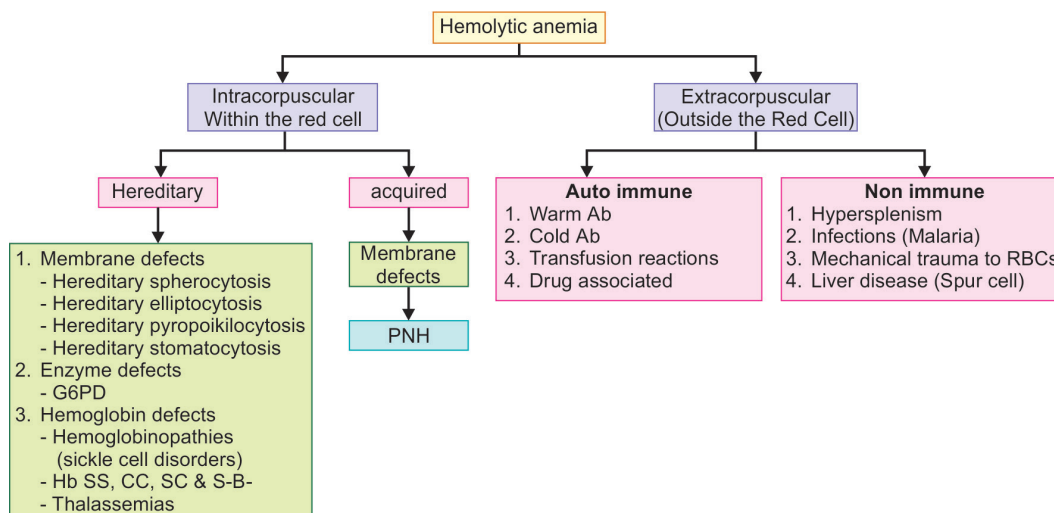 Hemolytic anemia
Intracorpuscular
Within the red cell
Extracorpuscular
(Outside the Red Cell)
Hereditary
acquired
1. Membrane defects
- Hereditary spherocytosis
- Hereditary elliptocytosis
- Hereditary pyropoikilocytosis
- Hereditary stomatocytosis
2. Enzyme defects
- G6PD
3. Hemoglobin defects
- Hemoglobinopathies
(sickle cell disorders)
- Hb SS, CC, SC & S-B-
- Thalassemias
Membrane
defects
PNH
Auto immune
1. Warm Ab
2. Cold Ab
3. Transfusion reactions
4. Drug associated
Non immune
1. Hypersplenism
2. Infections (Malaria)
3. Mechanical trauma to RBCs
4. Liver disease (Spur cell)